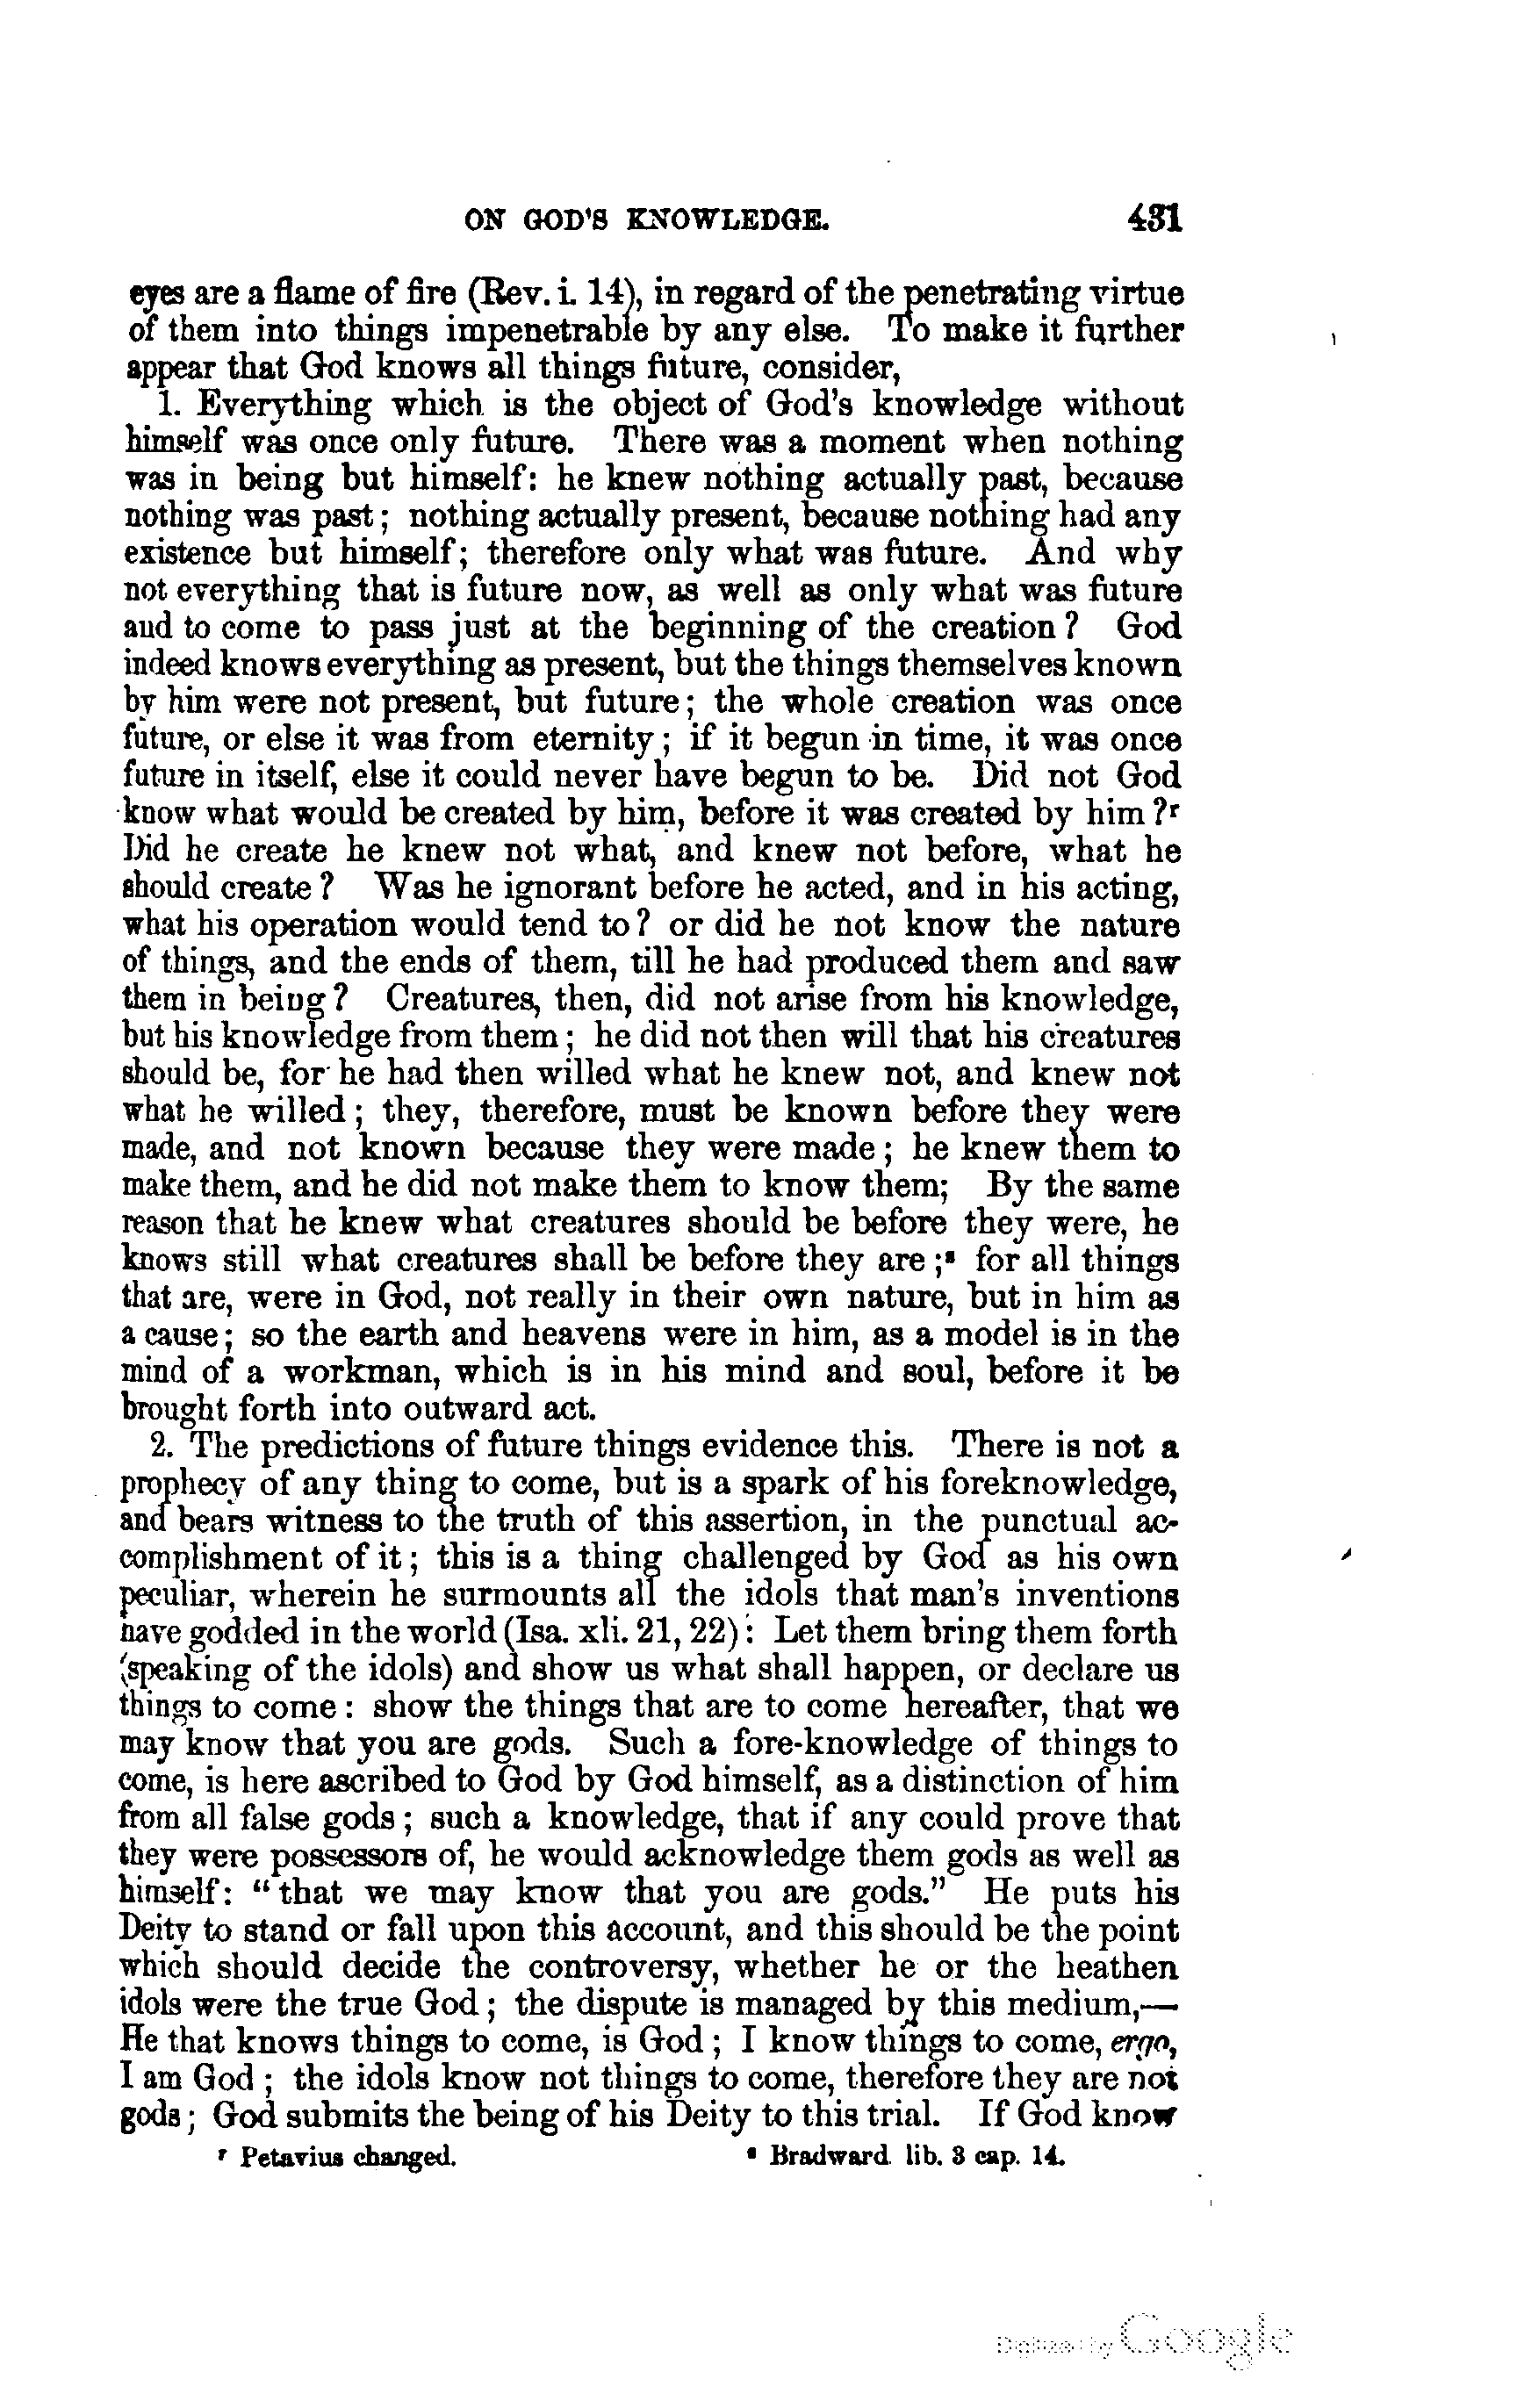 ON GOD'S KNOWLEDGE. 431
eyes are a flame of fire (Rev. i. 14), in regard of the penetrating virtue
of them into things impenetrable by any else. To make it further
appear that God knows all things future, consider,
1. Everything which is the object of God's knowledge without
himself was once only future. There was a moment when nothing
was in being but himself: he knew nothing actually past, because
nothing was past; nothing actually present, because nothing had any
existence but himself; therefore only what was future. And why
not everything that is future now, as well as only what was future
and to come to pass just at the beginning of the creation? God
indeed knows everything as present, but the things themselves known
by him were not present, but future; the whole creation was once
future, or else it was from eternity; if it begun in time, it was once
future in itself, else it could never have begun to be. Did not God
know what would be created by him, before it was created by him?r
Did he create he knew not what, and knew not before, what he
should create? Was he ignorant before he acted, and in his acting,
what his operation would tend to? or did he not know the nature
of things, and the ends of them, till he had produced them and saw
them in being? Creatures, then, did not arise from his knowledge,
but his knowledge from them; he did not then will that his creatures
should be, for he had then willed what he knew not, and knew not
what he willed; they, therefore, must be known before they were
made, and not known because they were made; he knew them to
make them, and he did not make them to know them; By the same
reason that he knew what creatures should be before they were, he
knows still what creatures shall be before they are;s for all things
that are, were in God, not really in their own nature, but in him as
a cause; so the earth and heavens were in him, as a model is in the
mind of a workman, which is in his mind and soul, before it be
brought forth into outward act.
2. The predictions of future things evidence this. There is not a
prophecy of any thing to come, but is a spark of his foreknowledge,
and bears witness to the truth of this assertion, in the punctual ac-
complishment of it; this is a thing challenged by God as his own
peculiar, wherein he surmounts all the idols that man's inventions
have godded in the world (Isa. xli. 21, 22): Let them bring them forth
(speaking of the idols) and show us what shall happen, or declare us
things to come: show the things that are to come hereafter, that we
may know that you are gods. Such a fore-knowledge of things to
come, is here ascribed to God by God himself, as a distinction of him
from all false gods; such a knowledge, that if any could prove that
they were possessors of, he would acknowledge them gods as well as
himself: "that we may know that you are gods." He puts his
Deity to stand or fall upon this account, and this should be the point
which should decide the controversy, whether he or the heathen
idols were the true God; the dispute is managed by this medium,—
He that knows things to come, is God; I know things to come, ergo,
I am God; the idols know not things to come, therefore they are not
gods; God submits the being of his Deity to this trial. If God know
r Petavius changed. s Bradward. lib. 3 cap. 14.
Digitized by Google